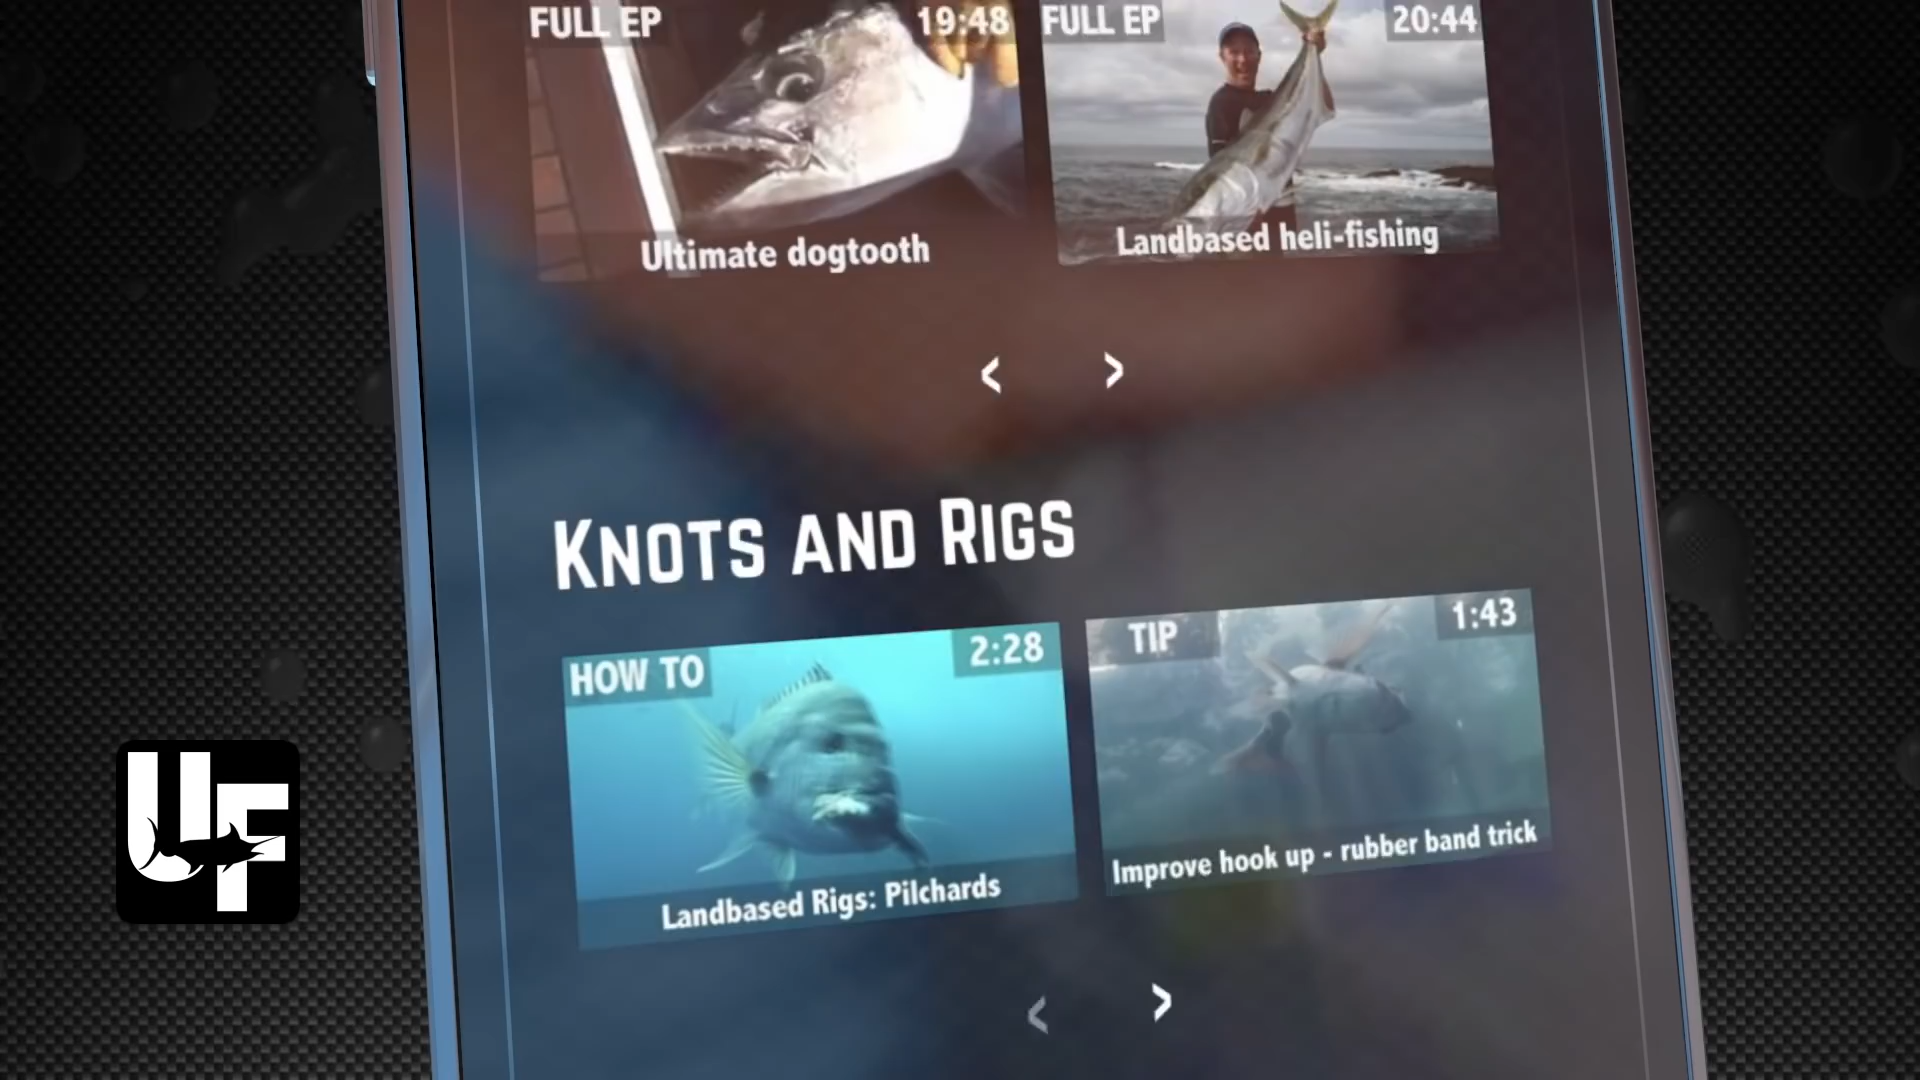 FULL EP
19:48
FULL EP
20:44
Ultimate dogtooth
Landbased heli-fishing
< >
KNOTS AND RIGS
HOW TO
2:28
TIP
1:43
Landbased Rigs: Pilchards
Improve hook up - rubber band trick
< >
UF